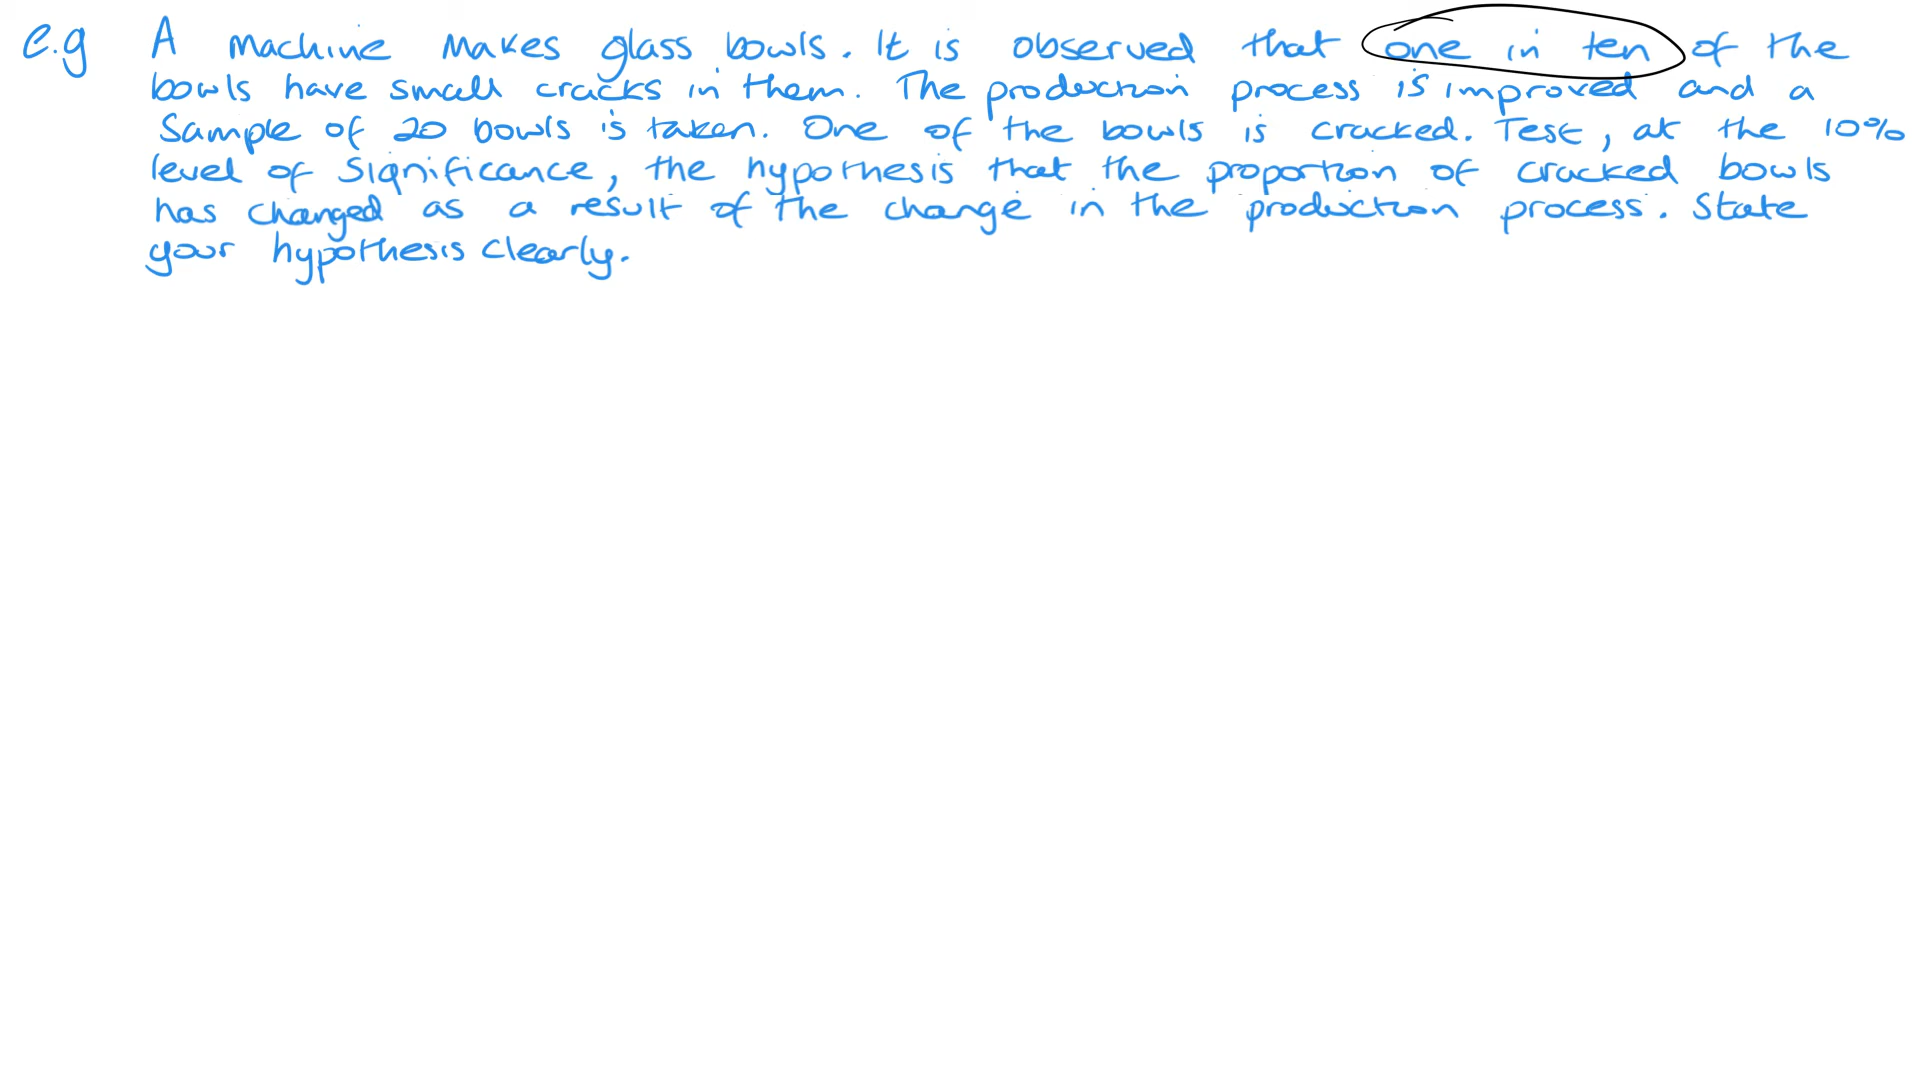 e.g A machine makes glass bowls. It is observed that one in ten of the
bowls have small cracks in them. The production process is improved and a
Sample of 20 bowls is taken. One of the bowls is cracked. Test, at the 10%
level of significance, the hypothesis that the proportion of cracked bowls
has changed as a result of the change in the production process. State
your hypothesis clearly.